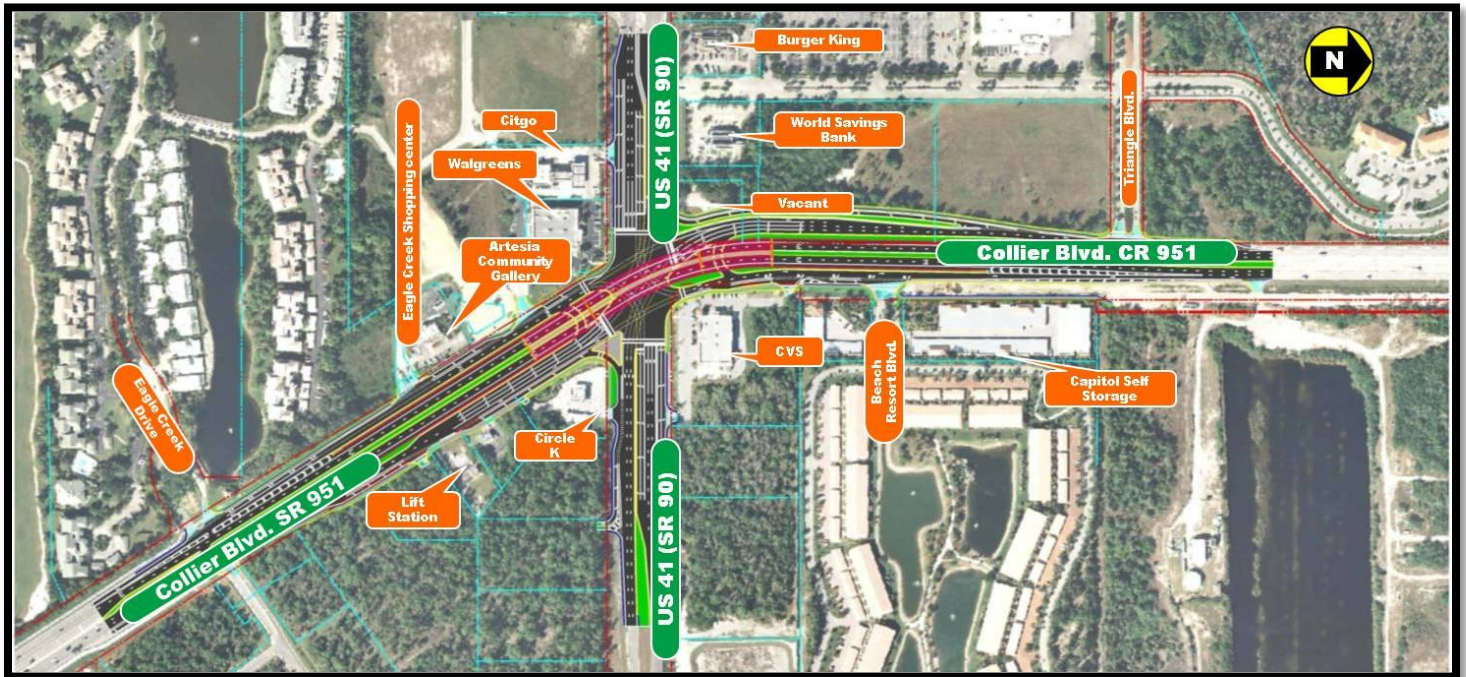 Burger King
N
US 41 (SR 90)
Citgo
World Savings
Bank
Triangle Blvd.
Eagle Creek Shopping center
Walgreens
Vacant
Artesia
Community
Gallery
Collier Blvd. CR 951
CVS
Beach
Resort Blvd.
Capitol Self
Storage
Eagle Creek
Drive
Circle
K
Lift
Station
US 41 (SR 90)
Collier Blvd. SR 951